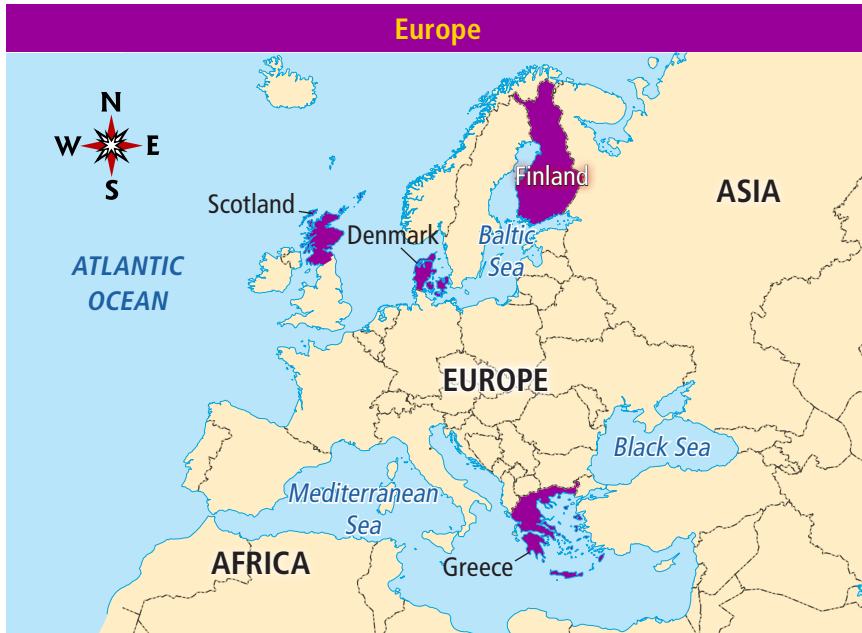 Europe
N
W E
S
Scotland
Finland
ASIA
Denmark
Baltic
Sea
ATLANTIC
OCEAN
EUROPE
Black Sea
Mediterranean
Sea
AFRICA
Greece